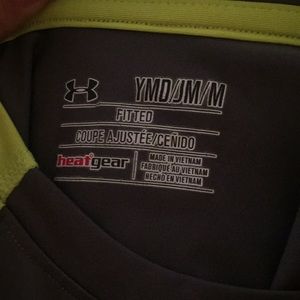 YMD/JM/M
FITTED
COUPE AJUSTÉE/CEÑIDO
heatgear
MADE IN VIETNAM
FABRIQUÉ AU VIETNAM
HECHO EN VIETNAM